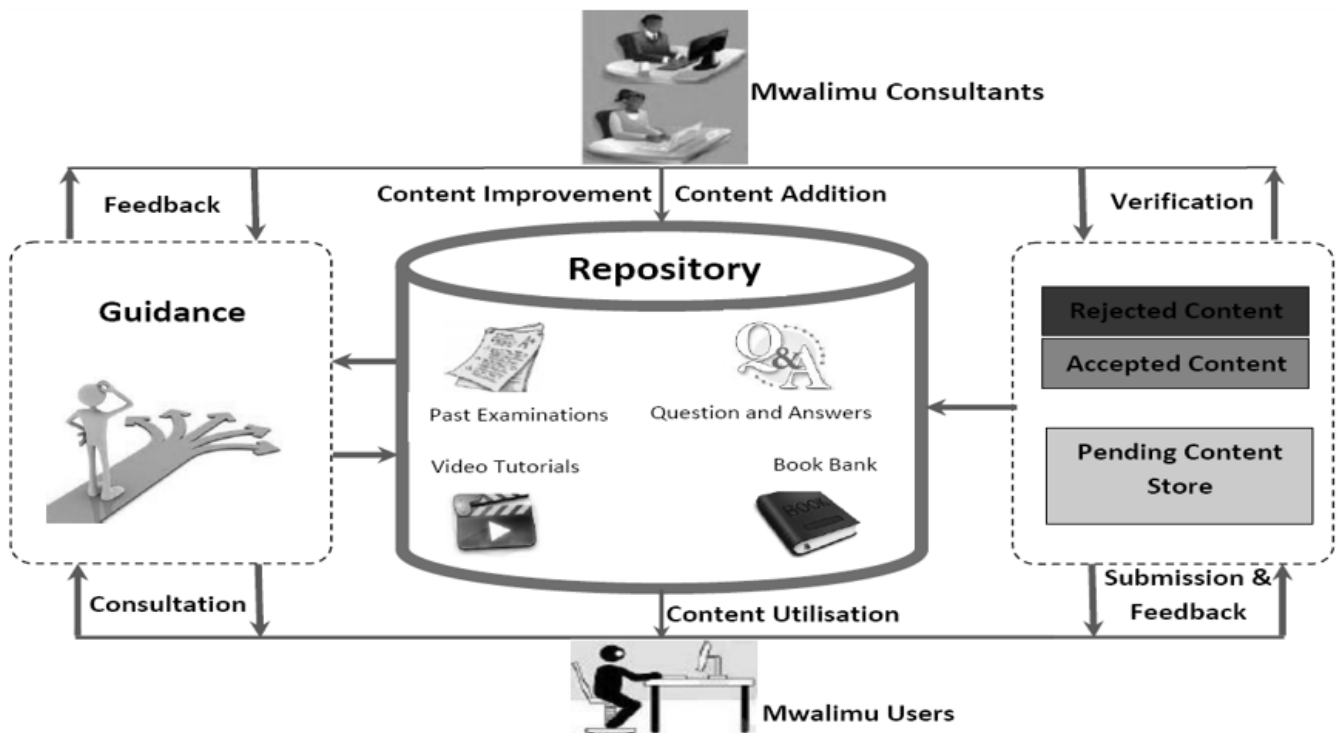 Mwalimu Consultants
Feedback
Content Improvement
Content Addition
Verification
Guidance
Repository
Past Examinations
Question and Answers
Video Tutorials
Book Bank
BOOK
Q&A
Rejected Content
Accepted Content
Pending Content
Store
Consultation
Content Utilisation
Submission &
Feedback
Mwalimu Users